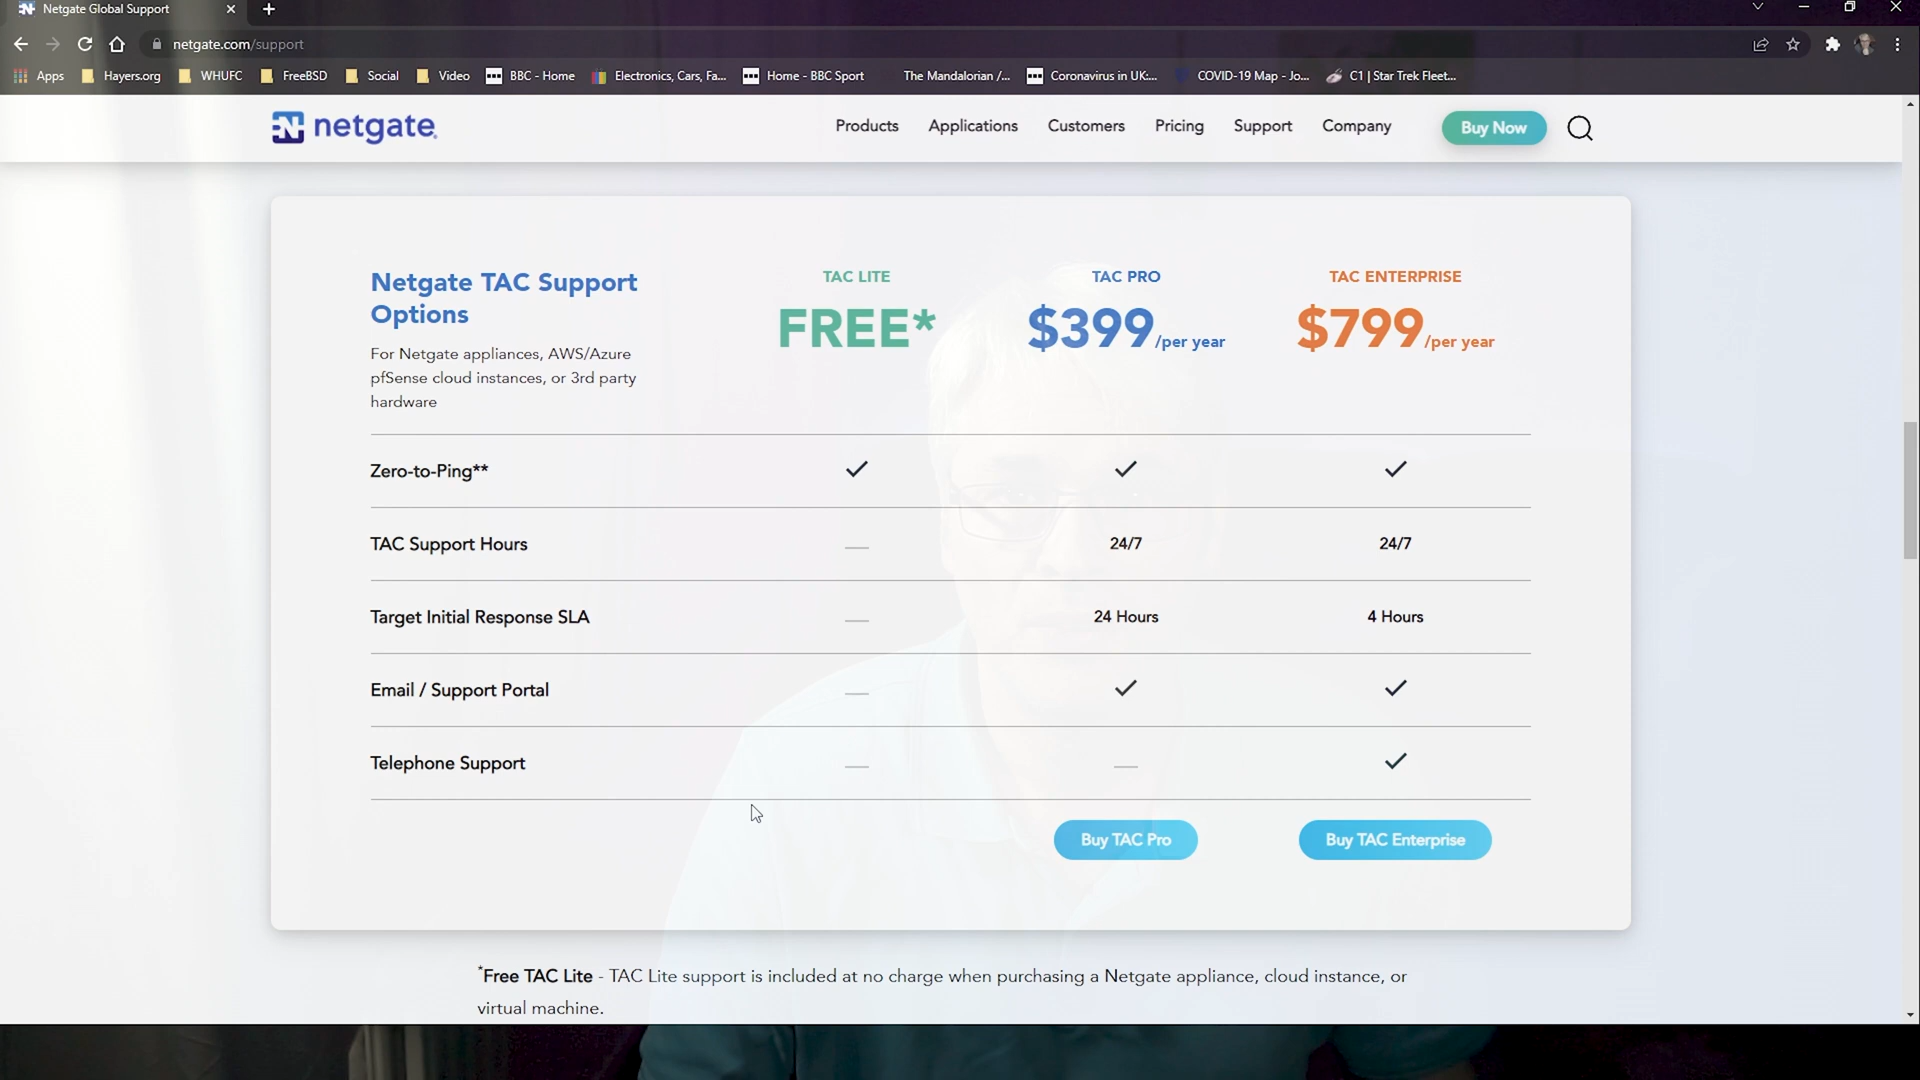 Netgate Global Support
netgate.com/support
Apps Hayers.org WHUFC FreeBSD Social Video BBC - Home Electronics, Cars, Fa... Home - BBC Sport The Mandalorian /... Coronavirus in UK:... COVID-19 Map - Jo... C1 | Star Trek Fleet...
netgate Products Applications Customers Pricing Support Company Buy Now
Netgate TAC Support
Options
For Netgate appliances, AWS/Azure
pfSense cloud instances, or 3rd party
hardware
TAC LITE TAC PRO TAC ENTERPRISE
FREE* $399/per year $799/per year
Zero-to-Ping**
TAC Support Hours — 24/7 24/7
Target Initial Response SLA — 24 Hours 4 Hours
Email / Support Portal —
Telephone Support — —
Buy TAC Pro Buy TAC Enterprise
*Free TAC Lite - TAC Lite support is included at no charge when purchasing a Netgate appliance, cloud instance, or
virtual machine.